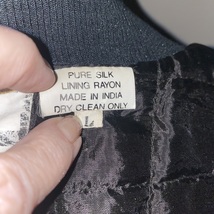 PURE SILK
LINING RAYON
MADE IN INDIA
DRY CLEAN ONLY
L